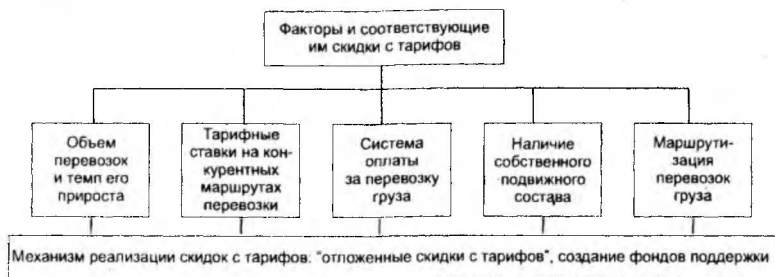 Факторы и соответствующие
им скидки с тарифов
Объем
перевозок
и темп его
прироста
Тарифные
ставки на кон-
курентных
маршрутах
перевозки
Система
оплаты
за перевозку
груза
Наличие
собственного
подвижного
состава
Маршрути-
зация
перевозок
груза
Механизм реализации скидок с тарифов: "отложенные скидки с тарифов", создание фондов поддержки